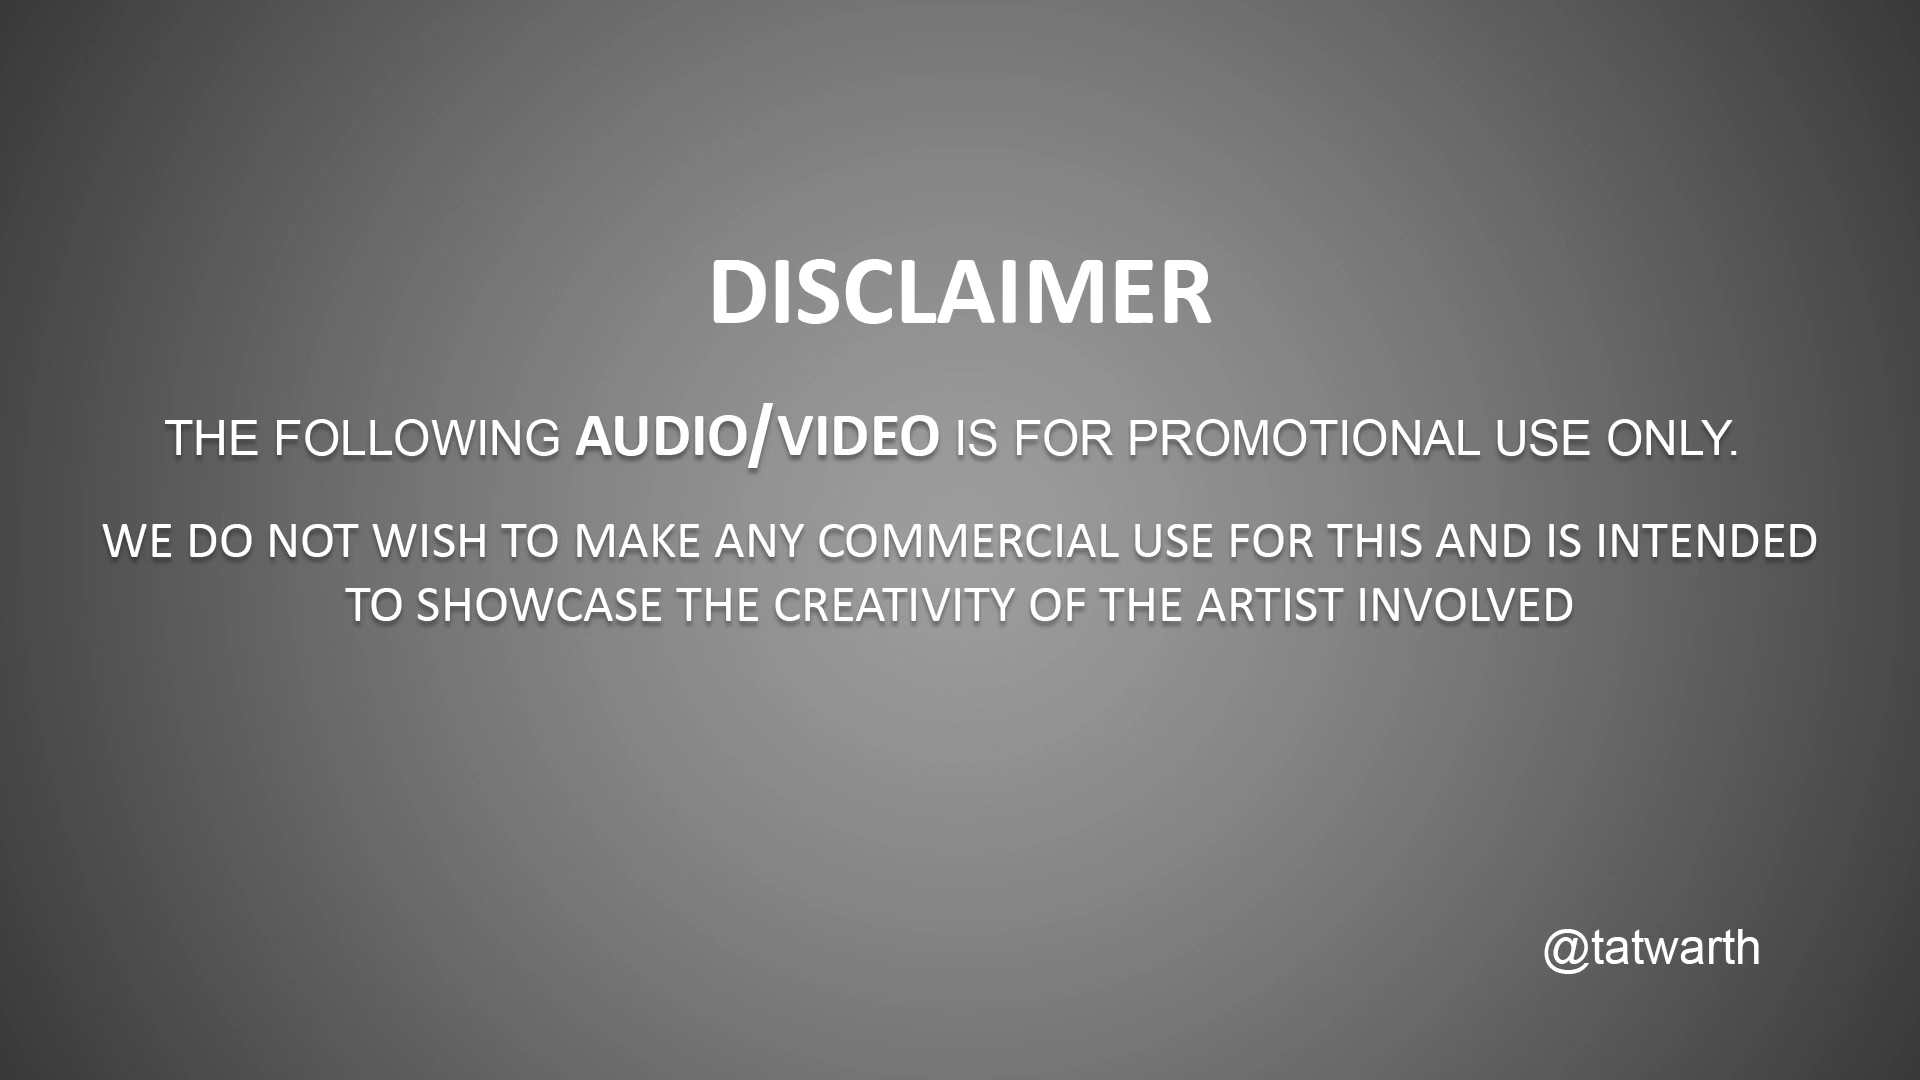 DISCLAIMER
THE FOLLOWING AUDIO/VIDEO IS FOR PROMOTIONAL USE ONLY.
WE DO NOT WISH TO MAKE ANY COMMERCIAL USE FOR THIS AND IS INTENDED
TO SHOWCASE THE CREATIVITY OF THE ARTIST INVOLVED
@tatwarth